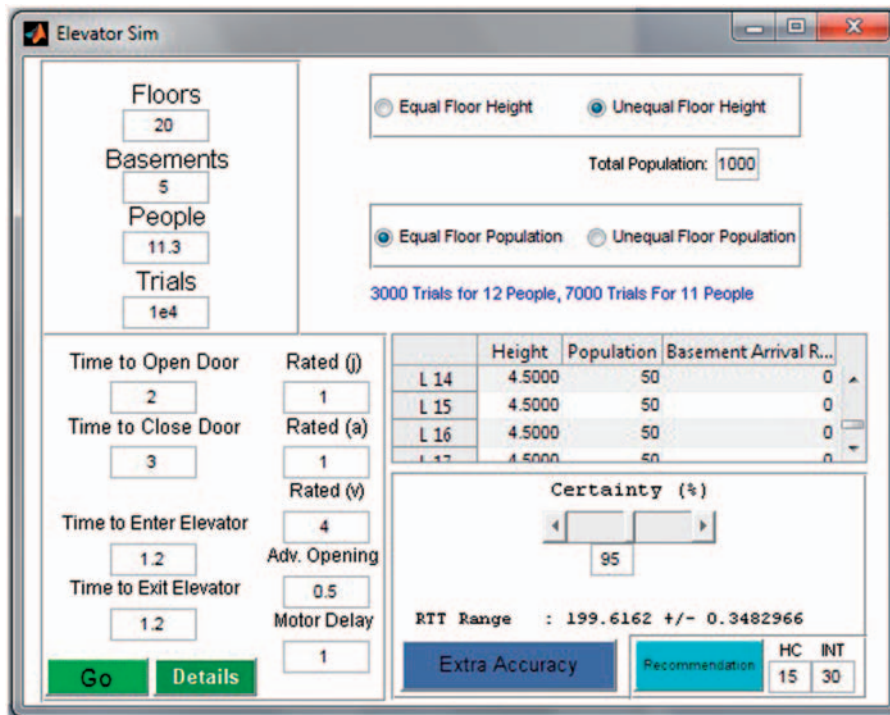 Elevator Sim
Floors
20
Basements
5
People
11.3
Trials
1e4
Equal Floor Height Unequal Floor Height
Total Population: 1000
Equal Floor Population Unequal Floor Population
3000 Trials for 12 People, 7000 Trials For 11 People
Time to Open Door
2
Time to Close Door
3
Time to Enter Elevator
1.2
Time to Exit Elevator
1.2
Rated (j)
1
Rated (a)
1
Rated (v)
4
Adv. Opening
0.5
Motor Delay
1
Go Details
Height Population Basement Arrival R...
L 14 4.5000 50 0
L 15 4.5000 50 0
L 16 4.5000 50 0
L 17 4.5000 50 0
Certainty (%)
95
RTT Range : 199.6162 +/- 0.3482966
Extra Accuracy
Recommendation
HC INT
15 30